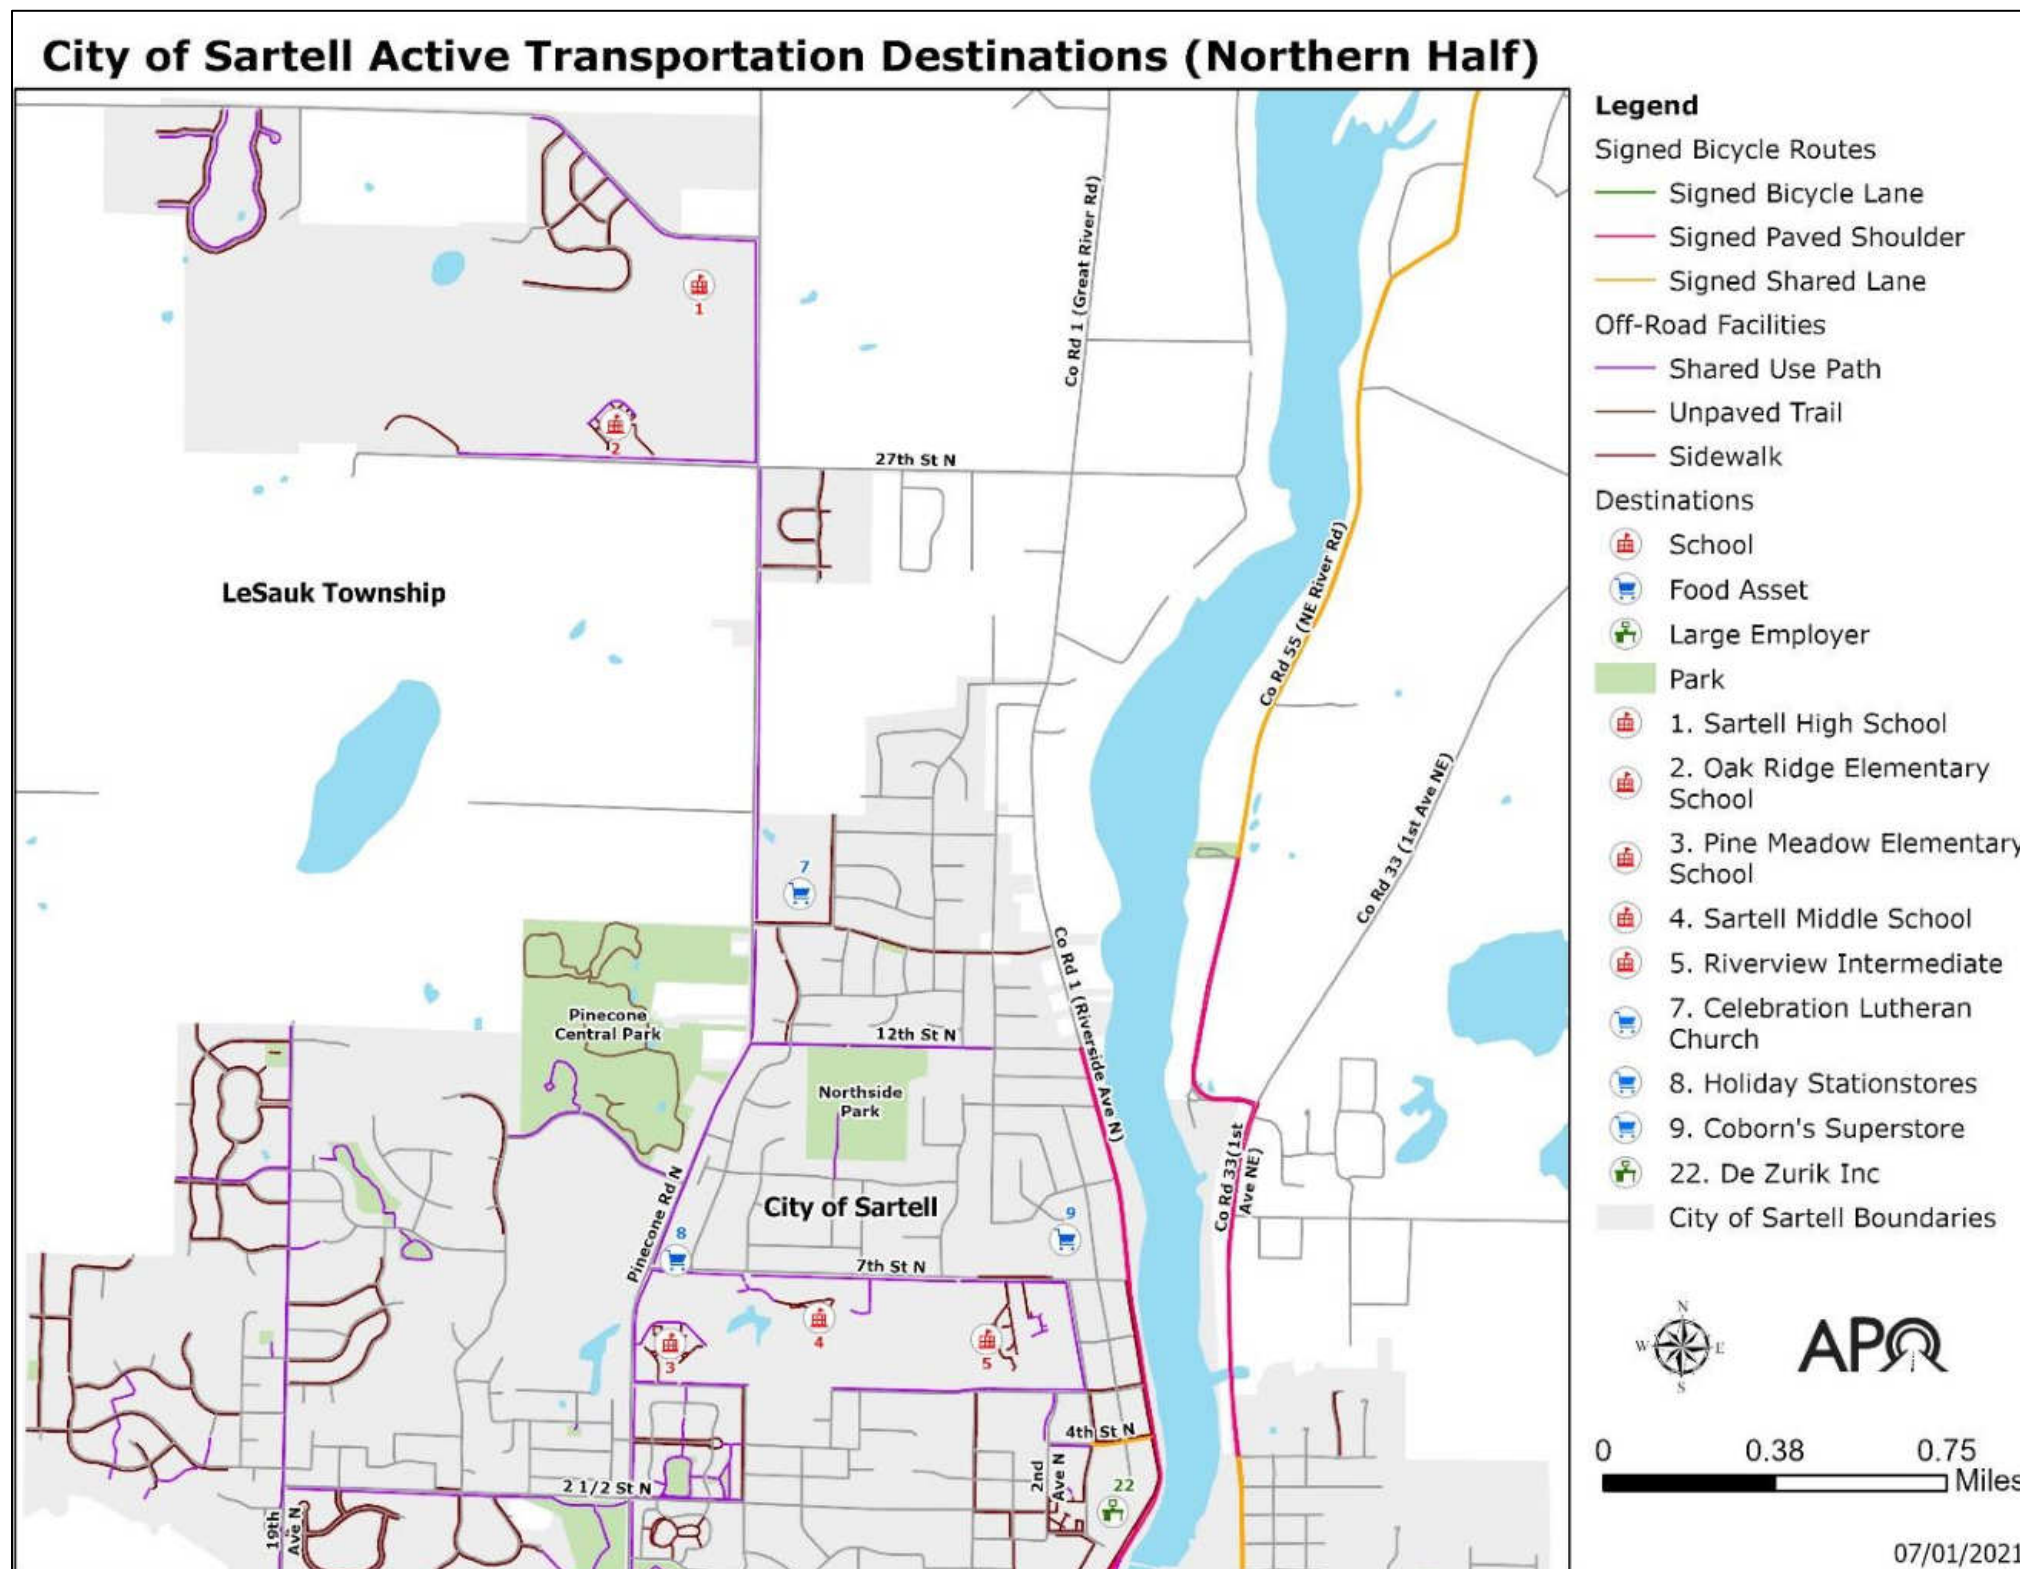 City of Sartell Active Transportation Destinations (Northern Half)
Legend
Signed Bicycle Routes
Signed Bicycle Lane
Signed Paved Shoulder
Signed Shared Lane
Off-Road Facilities
Shared Use Path
Unpaved Trail
Sidewalk
Destinations
School
Food Asset
Large Employer
Park
1. Sartell High School
2. Oak Ridge Elementary
School
3. Pine Meadow Elementary
School
4. Sartell Middle School
5. Riverview Intermediate
7. Celebration Lutheran
Church
8. Holiday Stationstores
9. Coborn's Superstore
22. De Zurik Inc
City of Sartell Boundaries
N
W
E
S
APO
0
0.38
0.75
Miles
07/01/2021
1
2
Co Rd 1 (Great River Rd)
27th St N
LeSauk Township
Co Rd 55 (NE River Rd)
Co Rd 33 (1st Ave NE)
7
Co Rd 1 (Riverside Ave N)
Pinecone
Central Park
12th St N
Northside
Park
Co Rd 33(1st
Ave NE)
Pinecone Rd N
City of Sartell
8
9
7th St N
3
4
5
4th St N
2nd
Ave N
22
2 1/2 St N
19th
Ave N